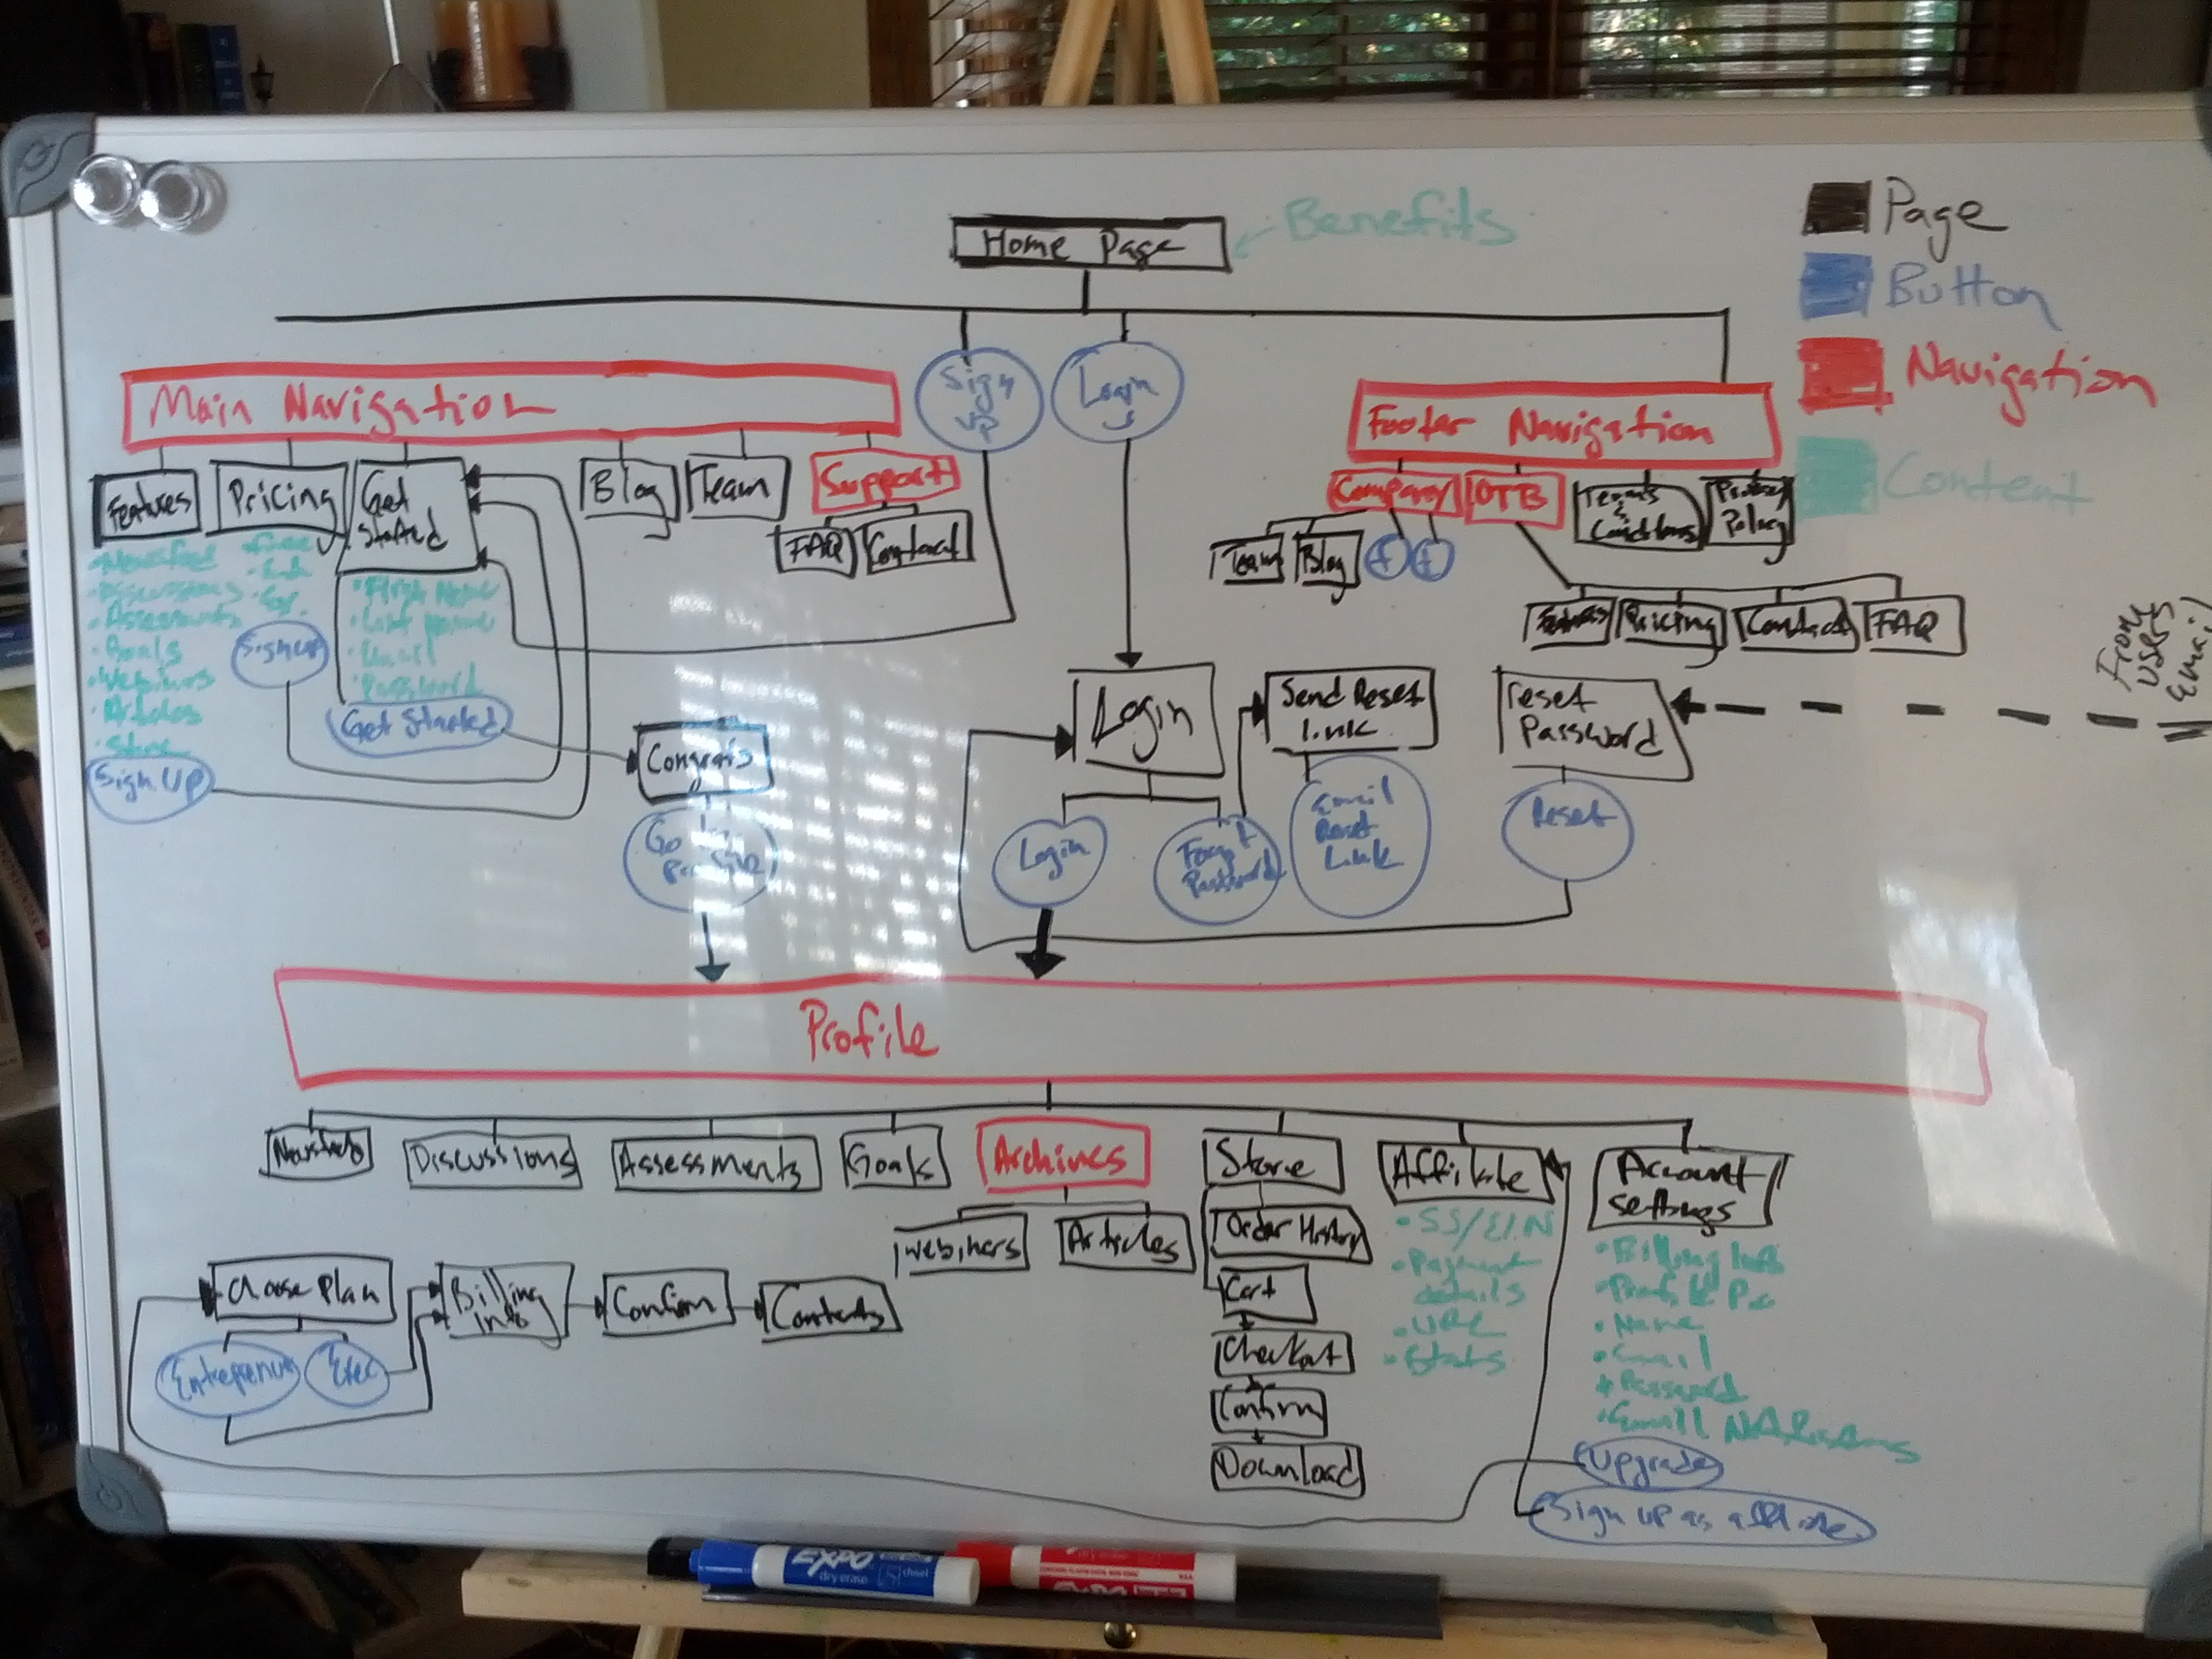 Benefits
Home Page
Page
Button
Navigation
Content
Main Navigation
Sign
Up
Login
Footer Navigation
Features
Pricing
Get
Started
Blog
Team
Support
FAQ
Contact
Company
OTB
Terms
&
Conditions
Privacy
Policy
Team
Blog
f
t
Features
Pricing
Contact
FAQ
• Newsfeed
• Discussions
• Assessments
• Goals
• Webinars
• Articles
• Store
Sign Up
Sign Up
• First Name
• Last Name
• Email
• Password
Get Started
Congrats
Go to
Profile
Login
Send Reset
Link
Reset
Password
From
users
email
Login
Forgot
Password
Email
Reset
Link
Reset
Profile
Newsfeed
Discussions
Assessments
Goals
Archives
Store
Affiliate
Account
Settings
Webinars
Articles
Order History
Cart
Checkout
Confirm
Download
• SS/EIN
• Payment
details
• URL
• Stats
• Billing Info
• Profile Pic
• Name
• Email
• Password
• Email Notifications
Upgrade
Sign up as affiliate
Choose Plan
Billing
Info
Confirm
Entrepreneur
Exec
EXPO
dry erase
chisel